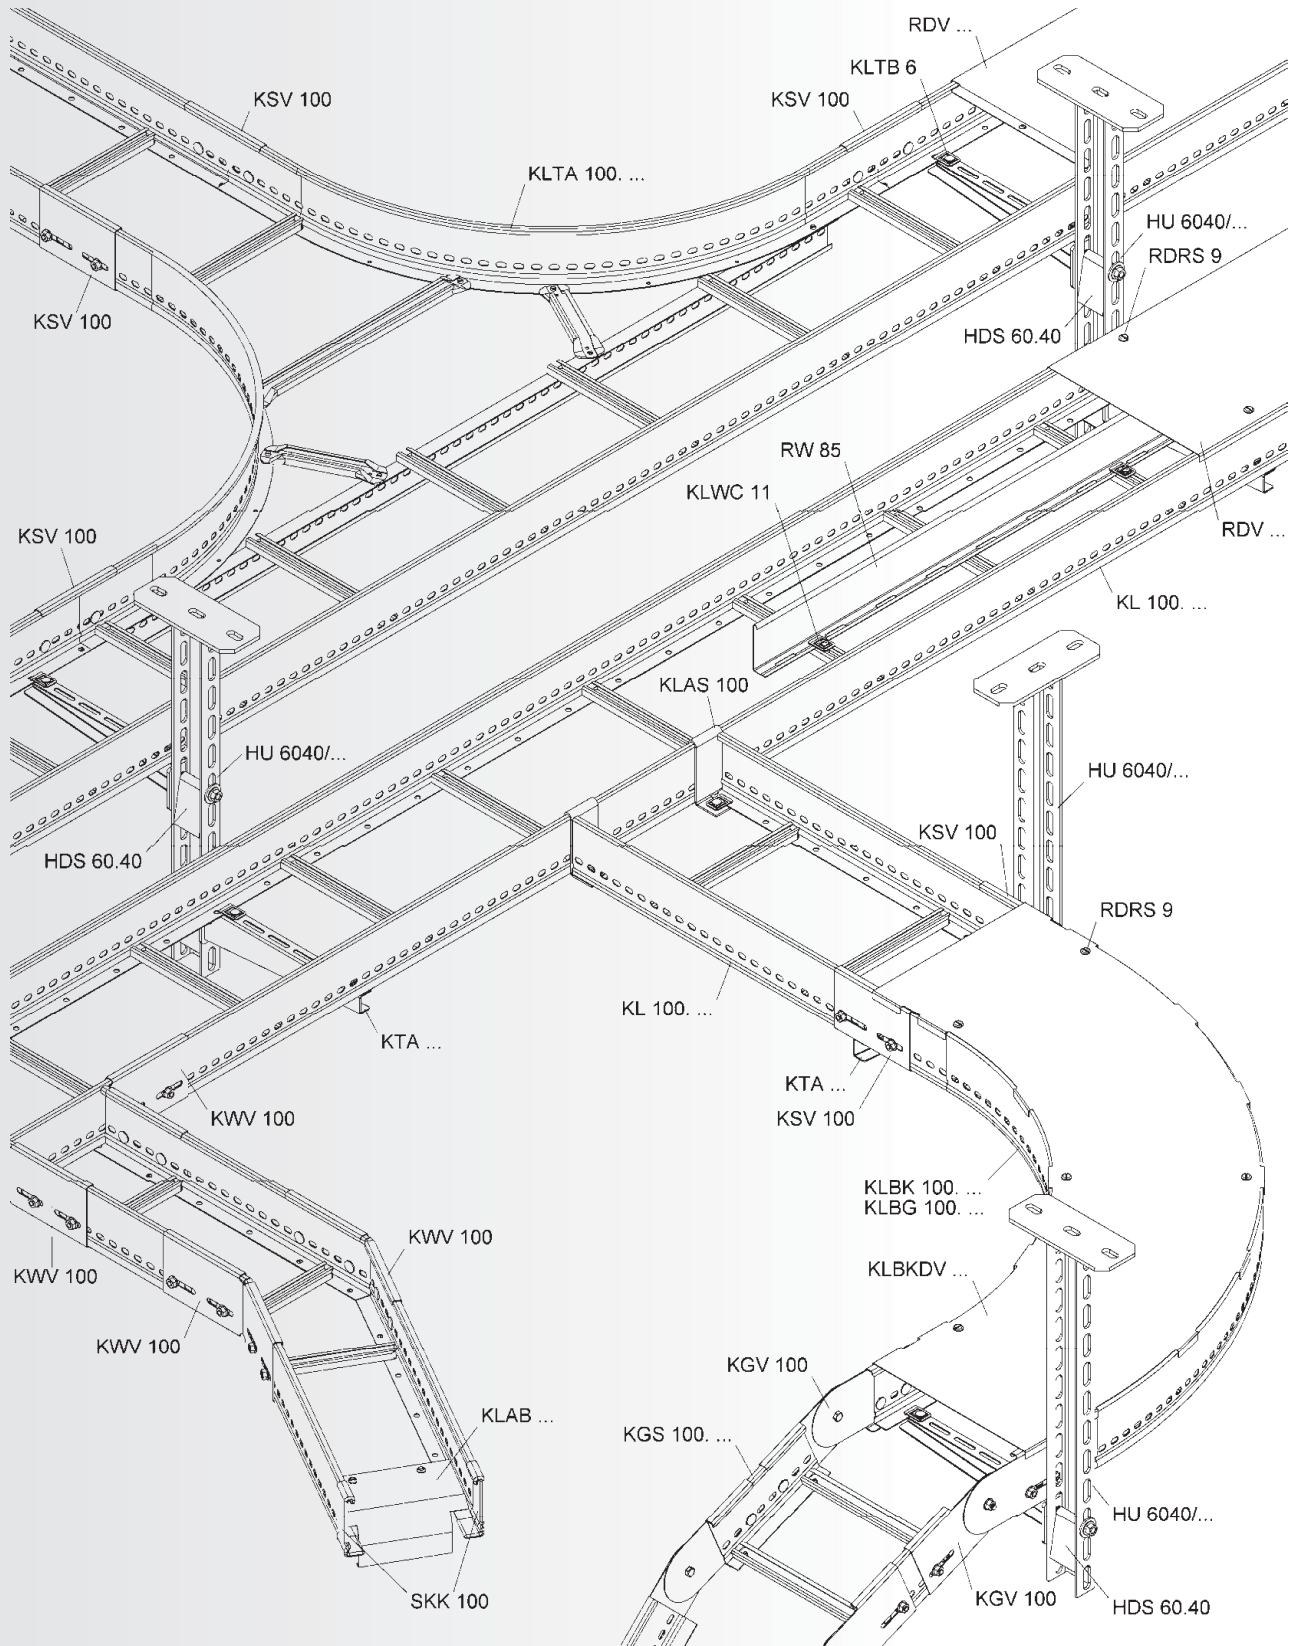 RDV ...
KLTB 6
KSV 100
KSV 100
KLTA 100. ...
HU 6040/...
RDRS 9
KSV 100
HDS 60.40
RW 85
KLWC 11
KSV 100
RDV ...
KL 100. ...
KLAS 100
HU 6040/...
HU 6040/...
KSV 100
HDS 60.40
RDRS 9
KL 100. ...
KTA ...
KTA ...
KWV 100
KSV 100
KLBK 100. ...
KLBG 100. ...
KWV 100
KWV 100
KLBKDV ...
KWV 100
KGV 100
KLAB ...
KGS 100. ...
HU 6040/...
SKK 100
KGV 100
HDS 60.40